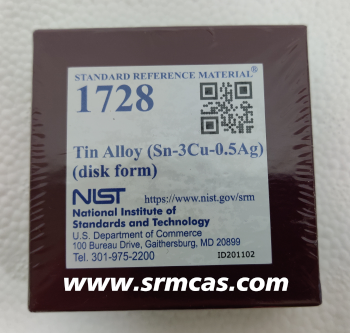 STANDARD REFERENCE MATERIAL®
1728
Tin Alloy (Sn-3Cu-0.5Ag)
(disk form)
NIST https://www.nist.gov/srm
National Institute of
Standards and Technology
U.S. Department of Commerce
100 Bureau Drive, Gaithersburg, MD 20899
Tel. 301-975-2200 ID201102
www.srmcas.com